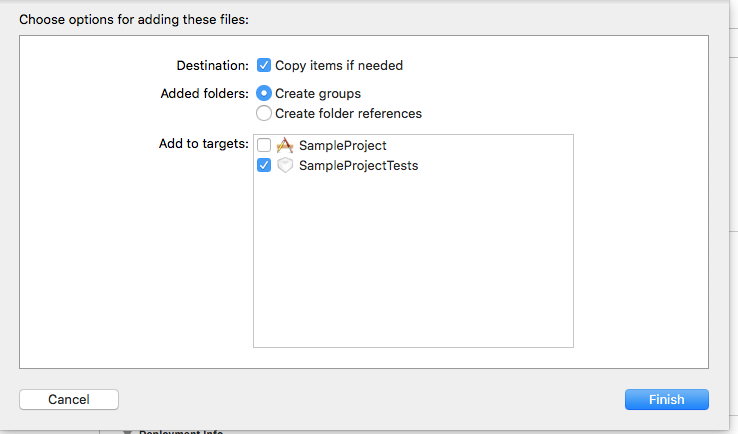 Choose options for adding these files:
Destination: Copy items if needed
Added folders: Create groups
Create folder references
Add to targets: SampleProject
SampleProjectTests
Cancel Finish
Deployment Info